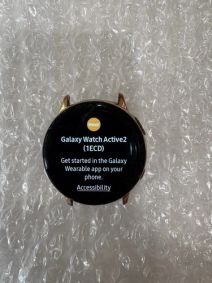 Galaxy Watch Active2
(1ECD)
Get started in the Galaxy
Wearable app on your
phone.
Accessibility